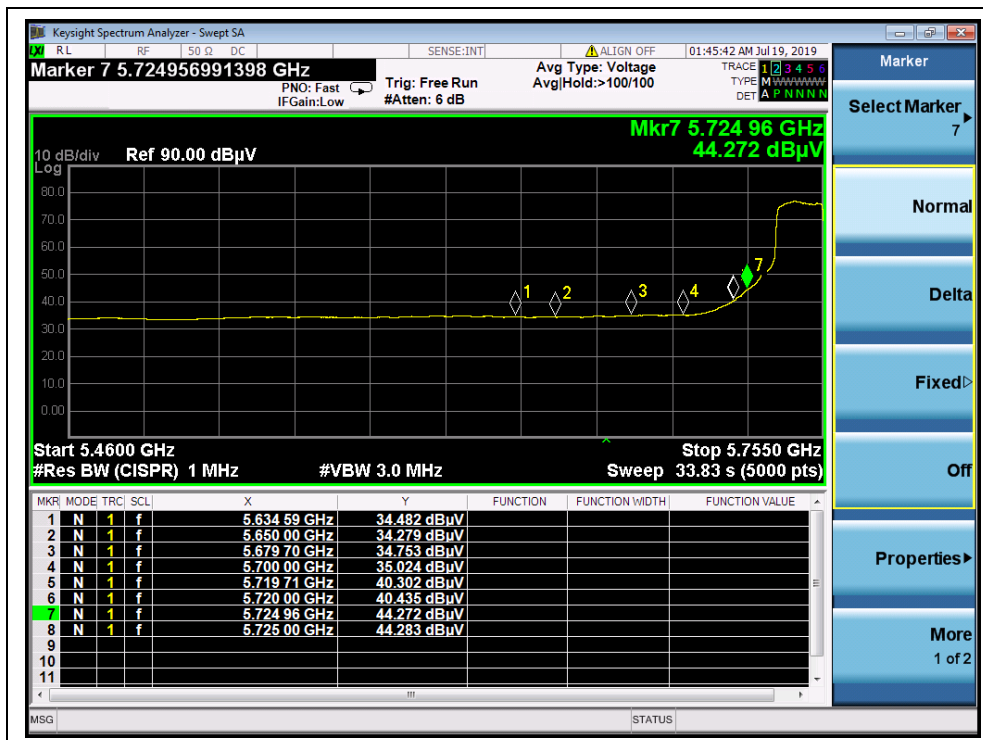 Keysight Spectrum Analyzer - Swept SA
LXI RL RF 50 Ω DC SENSE:INT ALIGN OFF 01:45:42 AM Jul 19, 2019
Marker 7 5.724956991398 GHz
PNO: Fast
IFGain:Low
Trig: Free Run
#Atten: 6 dB
Avg Type: Voltage
Avg|Hold:>100/100
TRACE 1 2 3 4 5 6
TYPE M WWWWW
DET A P N N N N
Mkr7 5.724 96 GHz
44.272 dBµV
10 dB/div Ref 90.00 dBµV
Log
80.0
70.0
60.0
50.0
40.0
30.0
20.0
10.0
0.00
1 2 3 4 7
Start 5.4600 GHz Stop 5.7550 GHz
#Res BW (CISPR) 1 MHz #VBW 3.0 MHz Sweep 33.83 s (5000 pts)
MKR MODE TRC SCL X Y FUNCTION FUNCTION WIDTH FUNCTION VALUE
1 N 1 f 5.634 59 GHz 34.482 dBµV
2 N 1 f 5.650 00 GHz 34.279 dBµV
3 N 1 f 5.679 70 GHz 34.753 dBµV
4 N 1 f 5.700 00 GHz 35.024 dBµV
5 N 1 f 5.719 71 GHz 40.302 dBµV
6 N 1 f 5.720 00 GHz 40.435 dBµV
7 N 1 f 5.724 96 GHz 44.272 dBµV
8 N 1 f 5.725 00 GHz 44.283 dBµV
9
10
11
MSG STATUS
Marker
Select Marker
7
Normal
Delta
Fixed
Off
Properties
More
1 of 2